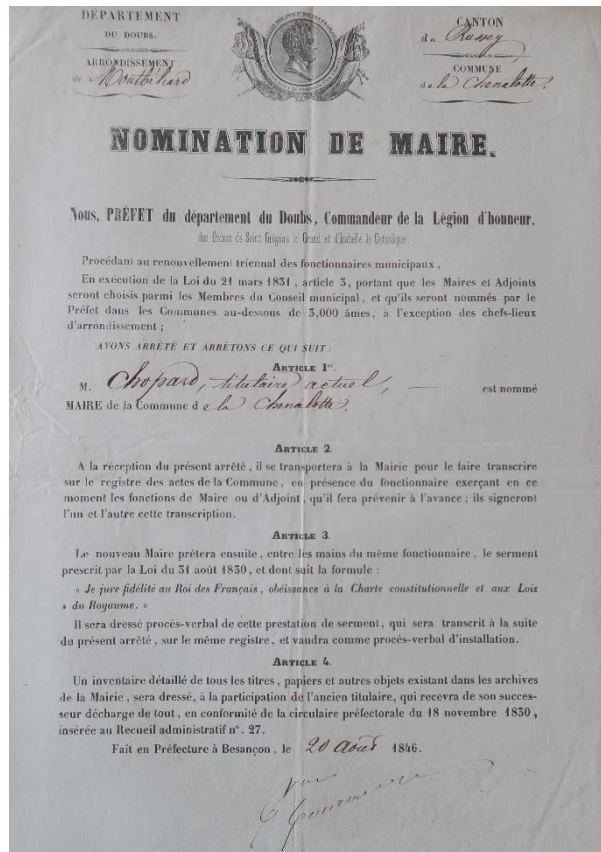 DÉPARTEMENT
DU DOUBS.
ARRONDISSEMENT
de Montbéliard
CANTON
du Russey
COMMUNE
de la Chenalotte.
NOMINATION DE MAIRE.
Nous, PRÉFET du département du Doubs, Commandeur de la Légion d'honneur,
des Ordres de Saint Grégoire le Grand et d'Isabelle la Catholique,
Procédant au renouvellement triennal des fonctionnaires municipaux,
En exécution de la Loi du 21 mars 1831, article 3, portant que les Maires et Adjoints
seront choisis parmi les Membres du Conseil municipal, et qu'ils seront nommés par le
Préfet dans les Communes au-dessous de 3,000 âmes, à l'exception des chefs-lieux
d'arrondissement ;
AVONS ARRÊTÉ ET ARRÊTONS CE QUI SUIT :
ARTICLE 1er.
M. Chopard, titulaire actuel, est nommé
MAIRE de la Commune de la Chenalotte.
ARTICLE 2.
A la réception du présent arrêté, il se transportera à la Mairie pour le faire transcrire
sur le registre des actes de la Commune, en présence du fonctionnaire exerçant en ce
moment les fonctions de Maire ou d'Adjoint, qu'il fera prévenir à l'avance ; ils signeront
l'un et l'autre cette transcription.
ARTICLE 3.
Le nouveau Maire prêtera ensuite, entre les mains du même fonctionnaire, le serment
prescrit par la Loi du 31 août 1830, et dont suit la formule :
« Je jure fidélité au Roi des Français, obéissance à la Charte constitutionnelle et aux Lois
» du Royaume. »
Il sera dressé procès-verbal de cette prestation de serment, qui sera transcrit à la suite
du présent arrêté, sur le même registre, et vaudra comme procès-verbal d'installation.
ARTICLE 4.
Un inventaire détaillé de tous les titres, papiers et autres objets existant dans les archives
de la Mairie, sera dressé, à la participation de l'ancien titulaire, qui recevra de son succes-
seur décharge de tout, en conformité de la circulaire préfectorale du 18 novembre 1830,
insérée au Recueil administratif n°. 27.
Fait en Préfecture à Besançon, le 20 Août 1846.